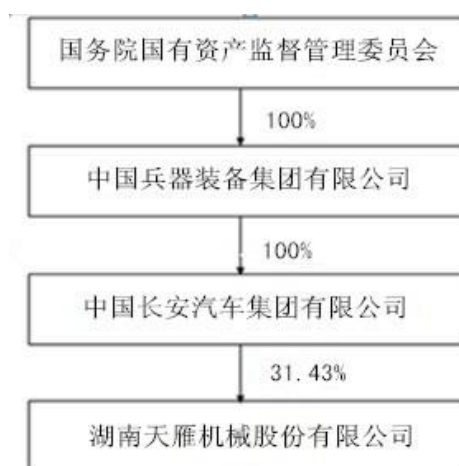 国务院国有资产监督管理委员会
100%
中国兵器装备集团有限公司
100%
中国长安汽车集团有限公司
31.43%
湖南天雁机械股份有限公司